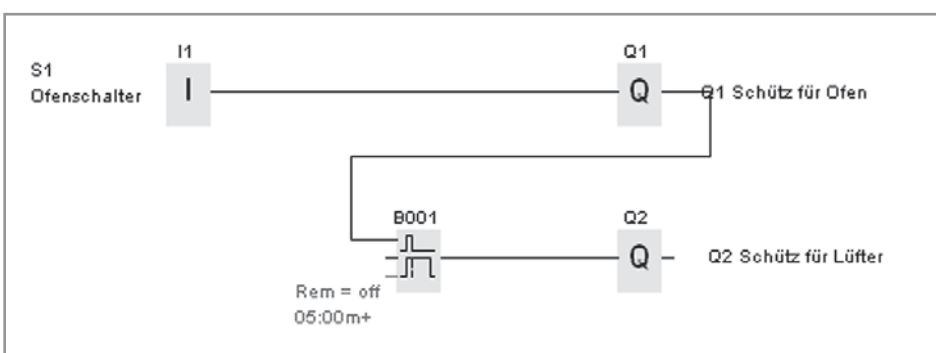 I1
S1
Ofenschalter
I
Q1
Q
Q1 Schütz für Ofen
B001
Rem = off
05:00m+
Q2
Q
Q2 Schütz für Lüfter